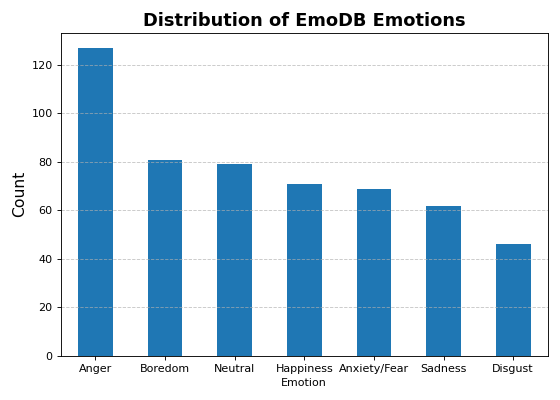 Distribution of EmoDB Emotions
Count
120
100
80
60
40
20
0
Anger Boredom Neutral Happiness Anxiety/Fear Sadness Disgust
Emotion